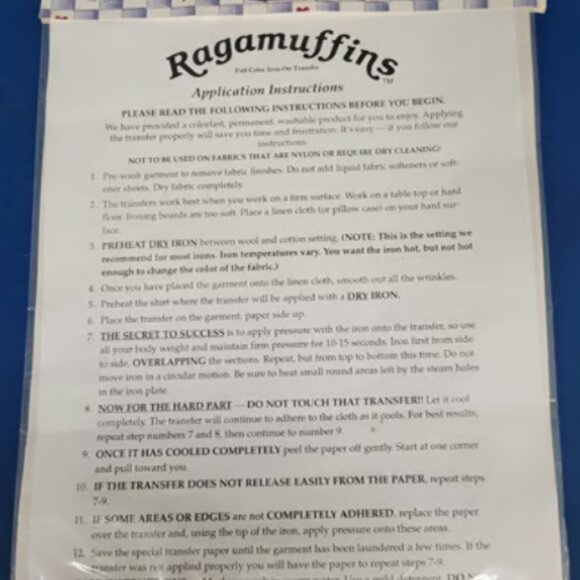 Ragamuffins™
Full Color Iron-On Transfer
Application Instructions
PLEASE READ THE FOLLOWING INSTRUCTIONS BEFORE YOU BEGIN.
We have provided a colorfast, permanent, washable product for you to enjoy. Applying
the transfer properly will save you time and frustration. It's easy — if you follow our
instructions.
NOT TO BE USED ON FABRICS THAT ARE NYLON OR REQUIRE DRY CLEANING!
1. Pre-wash garment to remove fabric finishes. Do not add liquid fabric softeners or soft-
ener sheets. Dry fabric completely.
2. The transfers work best when you work on a firm surface. Work on a table top or hard
floor. Ironing boards are too soft. Place a linen cloth (or pillow case) on your hard sur-
face.
3. PREHEAT DRY IRON between wool and cotton setting. (NOTE: This is the setting we
recommend for most irons. Iron temperatures vary. You want the iron hot, but not hot
enough to change the color of the fabric.)
4. Once you have placed the garment onto the linen cloth, smooth out all the wrinkles.
5. Preheat the shirt where the transfer will be applied with a DRY IRON.
6. Place the transfer on the garment, paper side up.
7. THE SECRET TO SUCCESS is to apply pressure with the iron onto the transfer, so use
all your body weight and maintain firm pressure for 10-15 seconds. Iron first from side
to side, OVERLAPPING the sections. Repeat, but from top to bottom this time. Do not
move iron in a circular motion. Be sure to heat small round areas left by the steam holes
in the iron plate.
8. NOW FOR THE HARD PART — DO NOT TOUCH THAT TRANSFER!! Let it cool
completely. The transfer will continue to adhere to the cloth as it cools. For best results,
repeat step numbers 7 and 8, then continue to number 9.
9. ONCE IT HAS COOLED COMPLETELY peel the paper off gently. Start at one corner
and pull toward you.
10. IF THE TRANSFER DOES NOT RELEASE EASILY FROM THE PAPER, repeat steps
7-9.
11. IF SOME AREAS OR EDGES are not COMPLETELY ADHERED, replace the paper
over the transfer and, using the tip of the iron, apply pressure onto these areas.
12. Save the special transfer paper until the garment has been laundered a few times. If the
transfer was not applied properly you will have the paper to repeat steps 7-9.